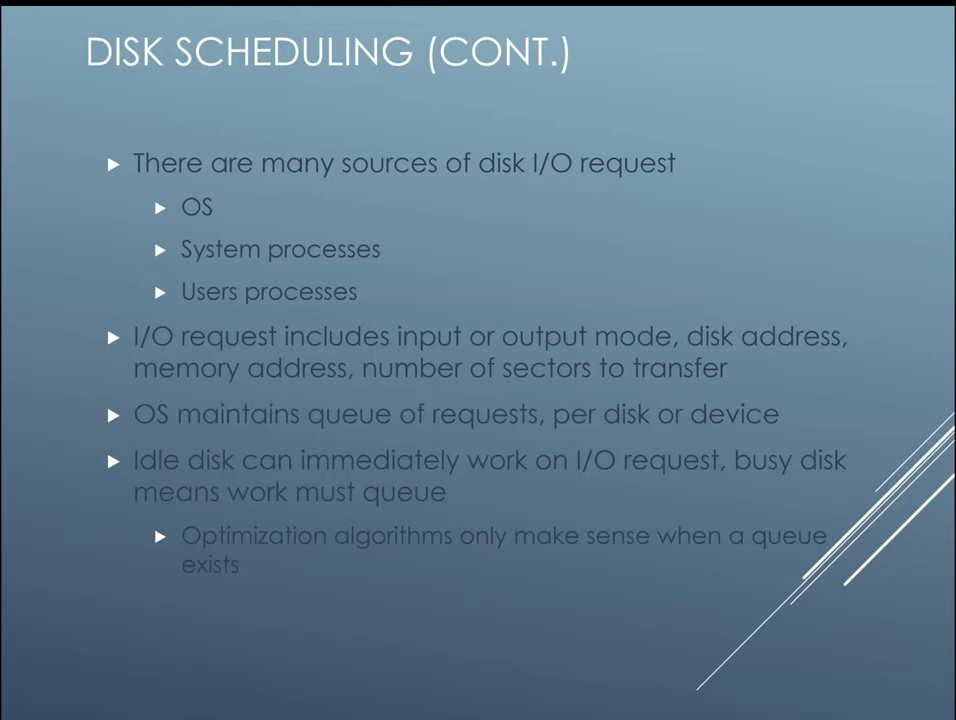 DISK SCHEDULING (CONT.)
There are many sources of disk I/O request
OS
System processes
Users processes
I/O request includes input or output mode, disk address,
memory address, number of sectors to transfer
OS maintains queue of requests, per disk or device
Idle disk can immediately work on I/O request, busy disk
means work must queue
Optimization algorithms only make sense when a queue
exists